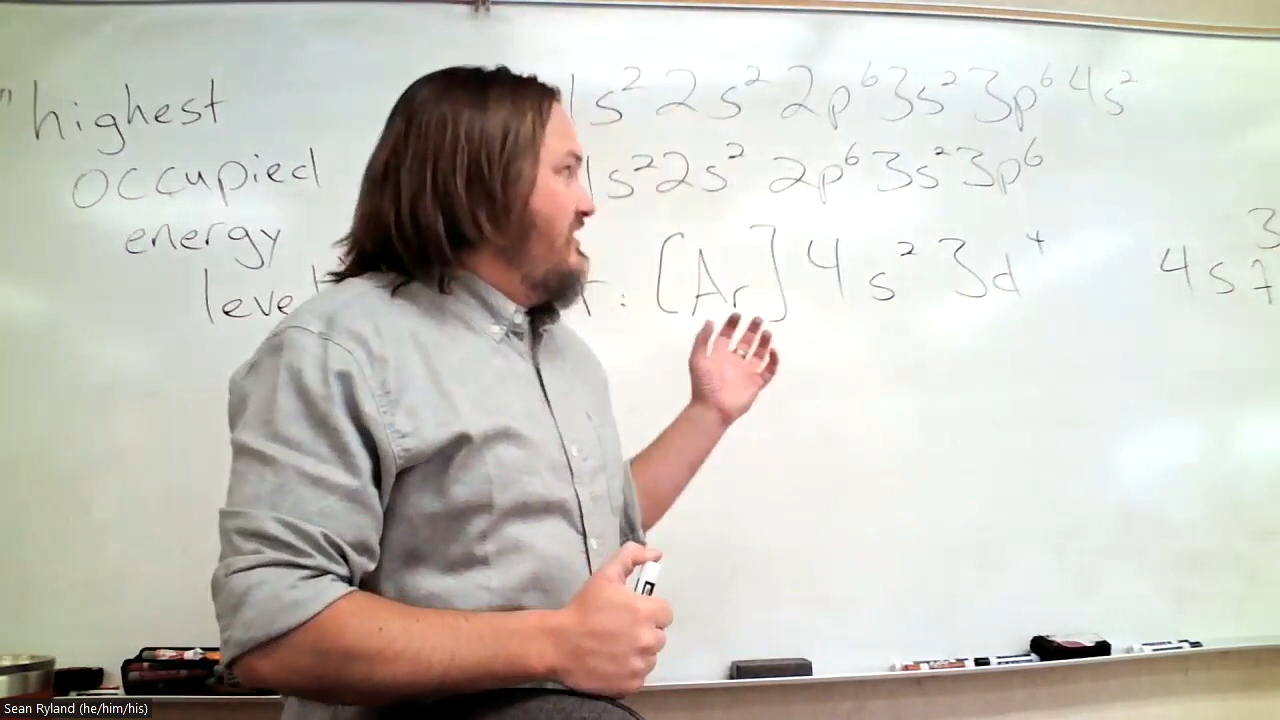 "highest
occupied
energy
level
1s² 2s² 2p⁶ 3s² 3p⁶ 4s²
1s² 2s² 2p⁶ 3s² 3p⁶
: [Ar] 4s² 3d⁴
4s
3
Sean Ryland (he/him/his)